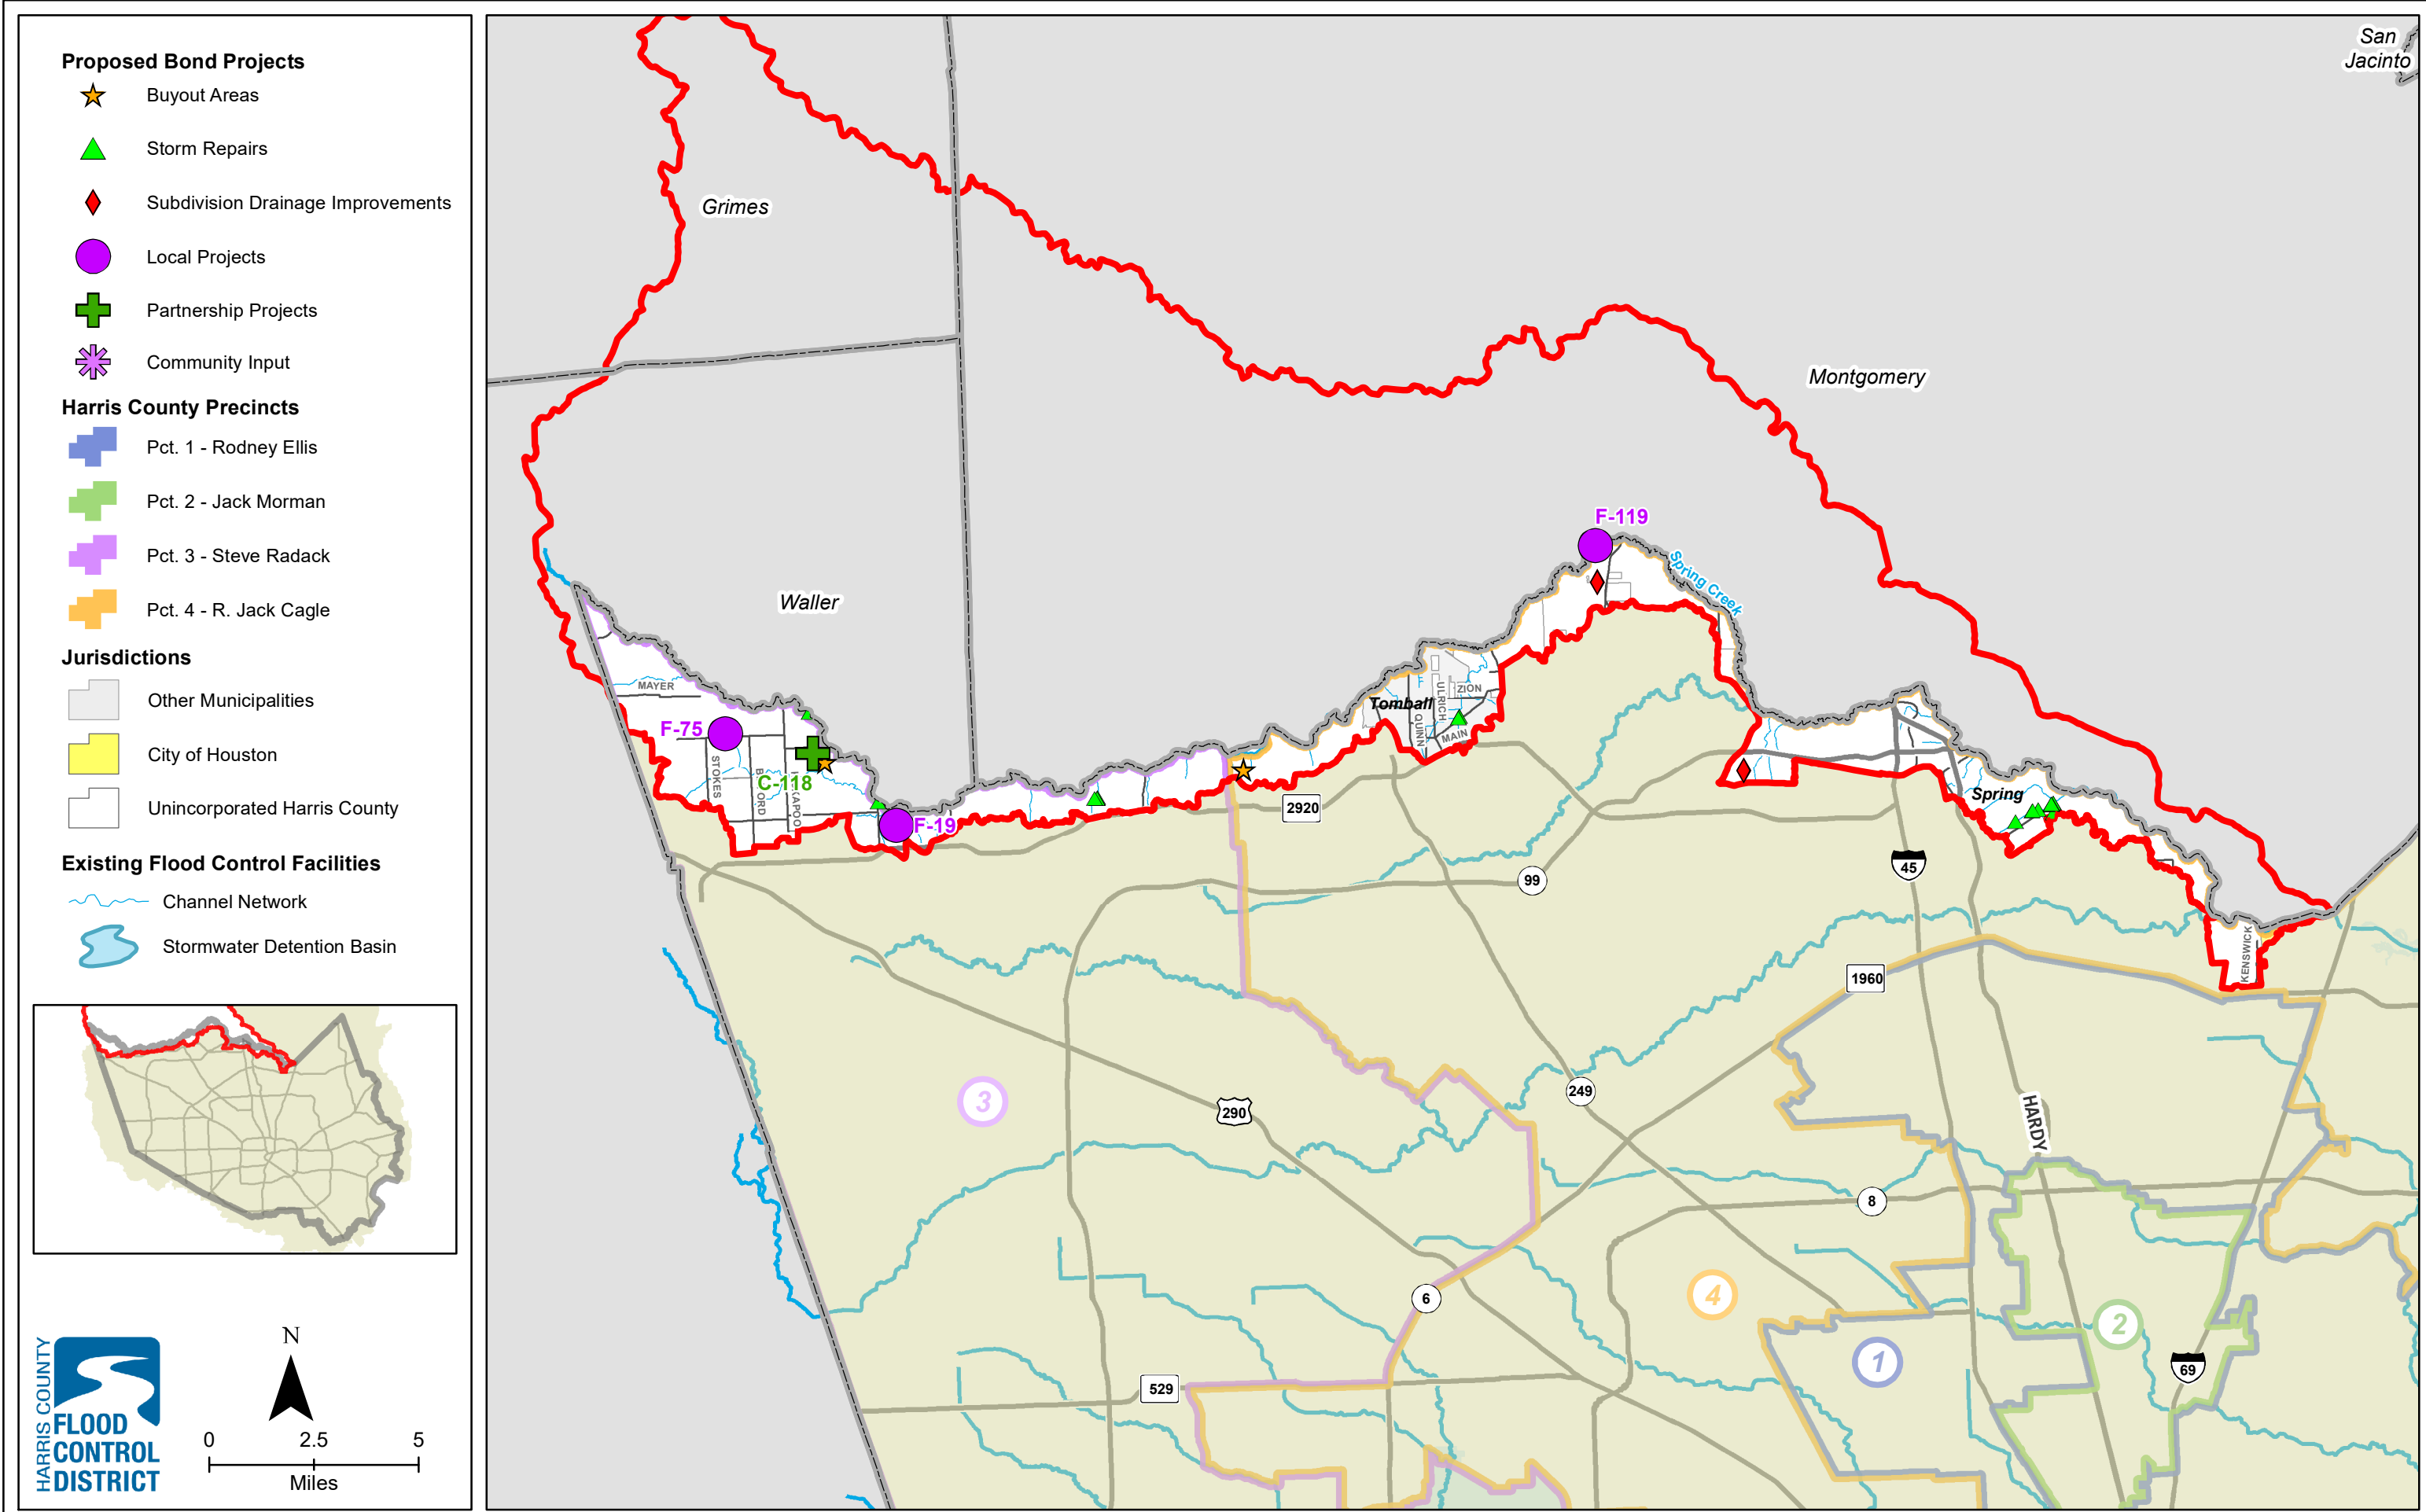 Proposed Bond Projects
Buyout Areas
Storm Repairs
Subdivision Drainage Improvements
Local Projects
Partnership Projects
Community Input
Harris County Precincts
Pct. 1 - Rodney Ellis
Pct. 2 - Jack Morman
Pct. 3 - Steve Radack
Pct. 4 - R. Jack Cagle
Jurisdictions
Other Municipalities
City of Houston
Unincorporated Harris County
Existing Flood Control Facilities
Channel Network
Stormwater Detention Basin
HARRIS COUNTY
FLOOD
CONTROL
DISTRICT
N
0 2.5 5
Miles
San
Jacinto
Grimes
Montgomery
Waller
F-119
Spring Creek
MAYER
F-75
STOKES
C-118
F-19
Tomball
QUINN
ULRICH
ZION
MAIN
Spring
2920
99
45
KENSWICK
1960
3
290
249
HARDY
8
6
4
1
2
529
69